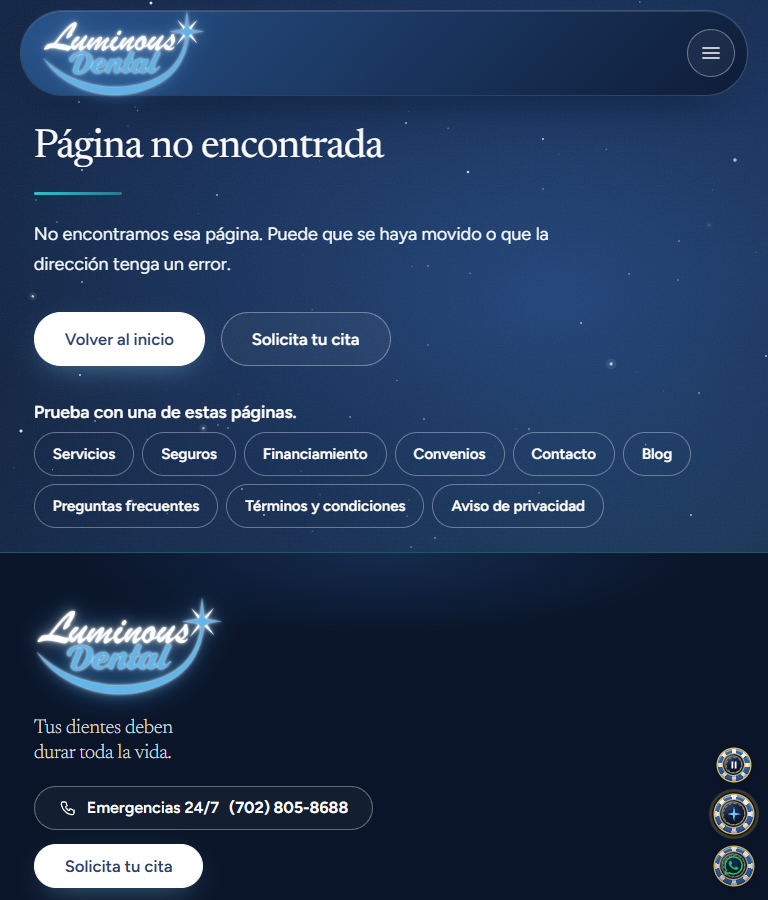 Luminous
Dental
Página no encontrada
No encontramos esa página. Puede que se haya movido o que la
dirección tenga un error.
Volver al inicio
Solicita tu cita
Prueba con una de estas páginas.
Servicios
Seguros
Financiamiento
Convenios
Contacto
Blog
Preguntas frecuentes
Términos y condiciones
Aviso de privacidad
Luminous
Dental
Tus dientes deben
durar toda la vida.
Emergencias 24/7 (702) 805-8688
Solicita tu cita